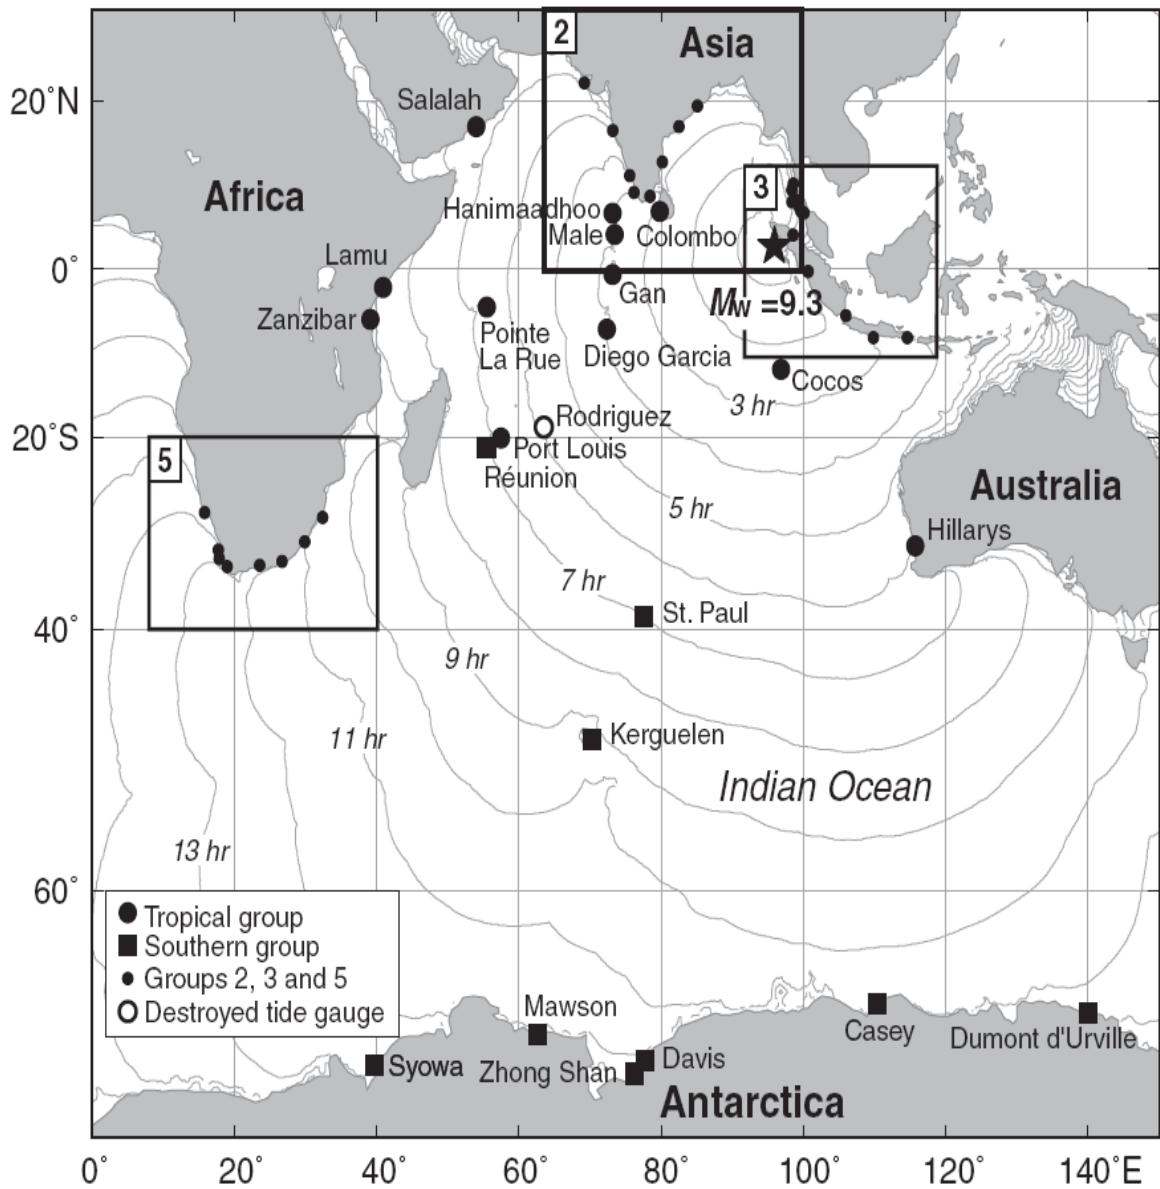 2
Asia
20°N
Salalah
Africa
3
Hanimaadhoo
Male
Colombo
Lamu
0°
Gan
Mw =9.3
Zanzibar
Pointe
La Rue
Diego Garcia
Cocos
3 hr
Rodriguez
20°S
Port Louis
5
Réunion
Australia
5 hr
Hillarys
7 hr
St. Paul
40°
9 hr
11 hr
Kerguelen
Indian Ocean
13 hr
60°
Tropical group
Southern group
Groups 2, 3 and 5
Destroyed tide gauge
Mawson
Casey
Dumont d'Urville
Syowa
Zhong Shan
Davis
Antarctica
0° 20° 40° 60° 80° 100° 120° 140°E